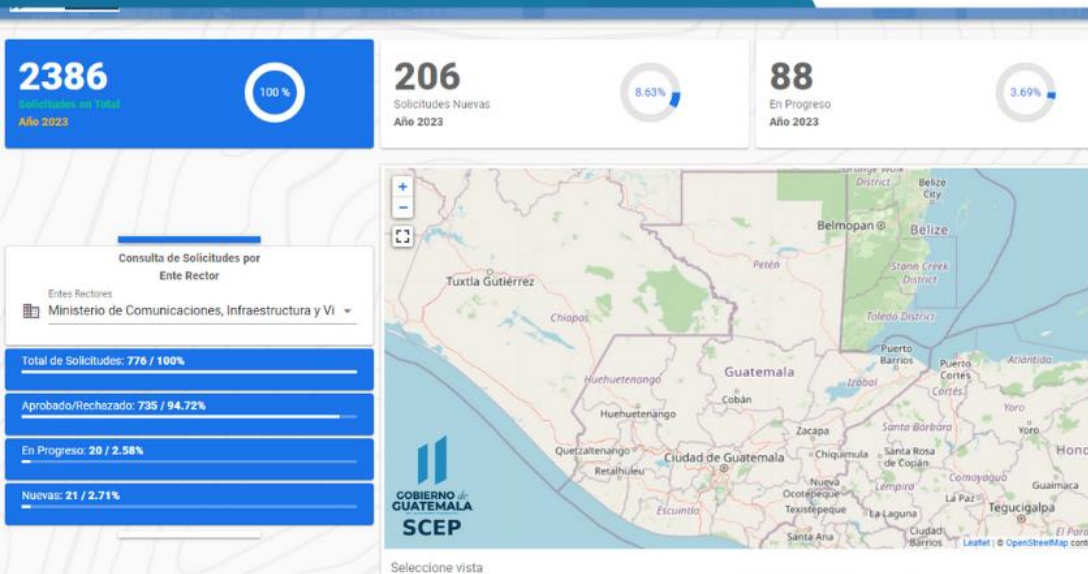 2386
Solicitudes en Total
Año 2023
100 %
206
Solicitudes Nuevas
Año 2023
8.63%
88
En Progreso
Año 2023
3.69%
Consulta de Solicitudes por
Ente Rector
Entes Rectores
Ministerio de Comunicaciones, Infraestructura y Vi
Total de Solicitudes: 776 / 100%
Aprobado/Rechazado: 735 / 94.72%
En Progreso: 20 / 2.58%
Nuevas: 21 / 2.71%
+
−
District
Belize
City
Belmopan
Belize
Petén
Stann Creek
District
Tuxtla Gutiérrez
Toledo District
Chiapas
Puerto
Barrios
Puerto
Cortés
Atlántida
Guatemala
Huehuetenango
Izabal
Cortés
Cobán
Yoro
Huehuetenango
Santa Bárbara
Yoro
Zacapa
Quetzaltenango
Ciudad de Guatemala
Chiquimula
Santa Rosa
de Copán
Hond
Retalhuleu
Comayagua
Guaimaca
Nueva
Ocotepeque
Lempira
La Paz
Escuintla
Texistepeque
La Laguna
Tegucigalpa
Santa Ana
Ciudad
Barrios
El Para
GOBIERNO de
GUATEMALA
SCEP
Leaflet | © OpenStreetMap cont
Seleccione vista